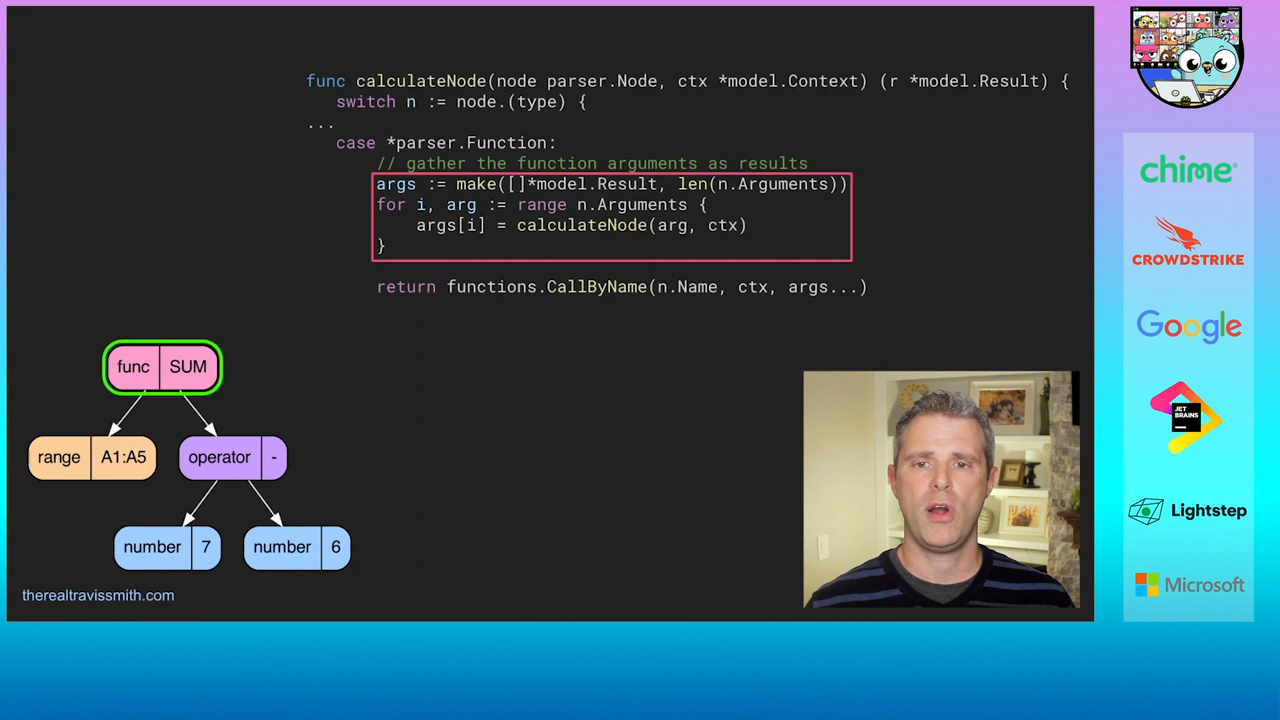 func calculateNode(node parser.Node, ctx *model.Context) (r *model.Result) {
switch n := node.(type) {
...
case *parser.Function:
// gather the function arguments as results
args := make([]*model.Result, len(n.Arguments))
for i, arg := range n.Arguments {
args[i] = calculateNode(arg, ctx)
}
return functions.CallByName(n.Name, ctx, args...)
func SUM
range A1:A5
operator -
number 7
number 6
therealtravissmith.com
chime
CROWDSTRIKE
Google
JET
BRAINS
Lightstep
Microsoft